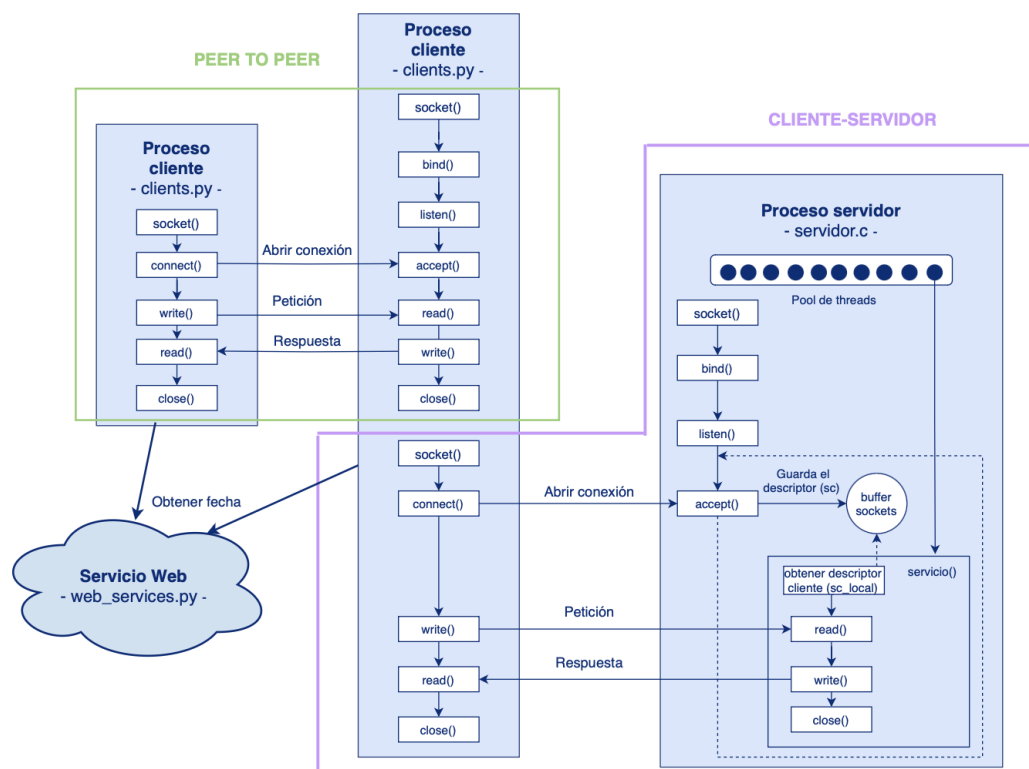 PEER TO PEER
Proceso
cliente
- clients.py -
socket()
connect()
write()
read()
close()
Abrir conexión
Petición
Respuesta
Proceso
cliente
- clients.py -
socket()
bind()
listen()
accept()
read()
write()
close()
socket()
connect()
write()
read()
close()
Obtener fecha
Servicio Web
- web_services.py -
CLIENTE-SERVIDOR
Abrir conexión
Petición
Respuesta
Proceso servidor
- servidor.c -
Pool de threads
socket()
bind()
listen()
accept()
Guarda el
descriptor (sc)
buffer
sockets
servicio()
obtener descriptor
cliente (sc_local)
read()
write()
close()